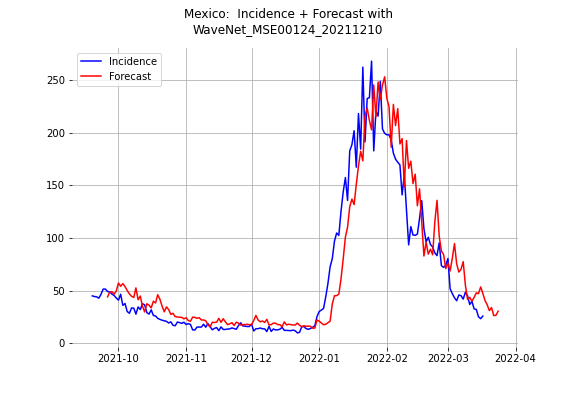 Mexico:  Incidence + Forecast with
WaveNet_MSE00124_20211210
Incidence
Forecast
250
200
150
100
50
0
2021-10 2021-11 2021-12 2022-01 2022-02 2022-03 2022-04